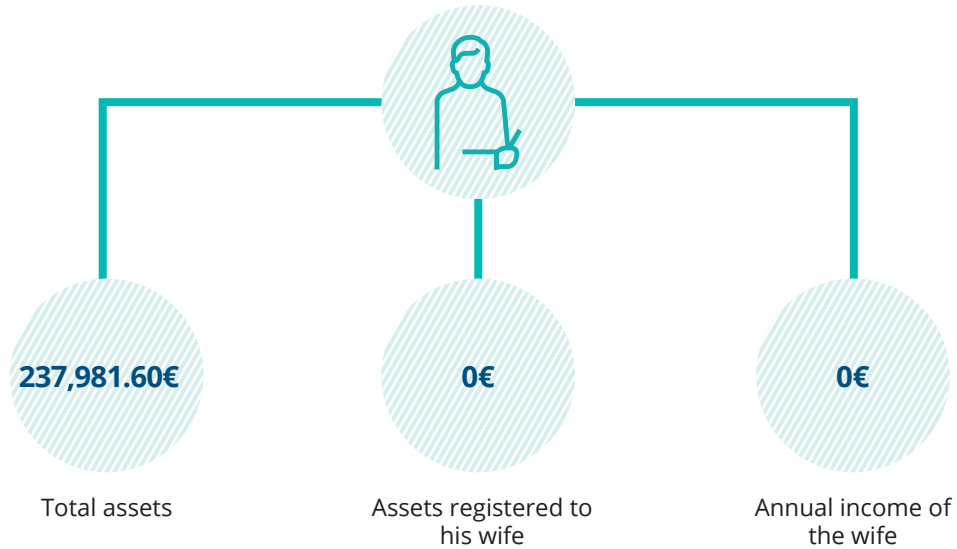 237,981.60€
0€
0€
Total assets
Assets registered to
his wife
Annual income of
the wife